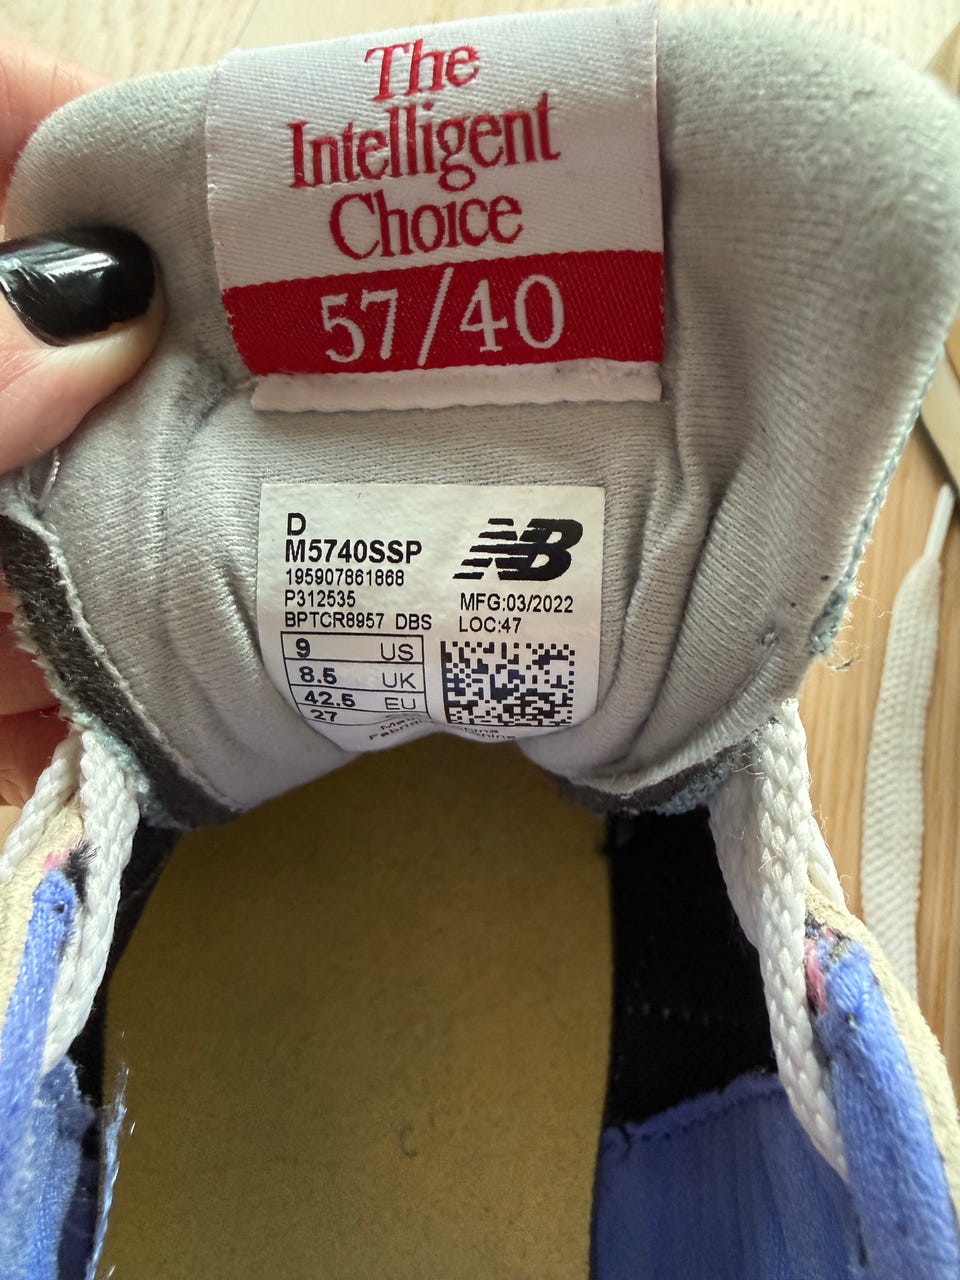 The
Intelligent
Choice
57/40
D
M5740SSP
195907861868
P312535
BPTCR8957 DBS
NB
MFG:03/2022
LOC:47
9 US
8.5 UK
42.5 EU
27